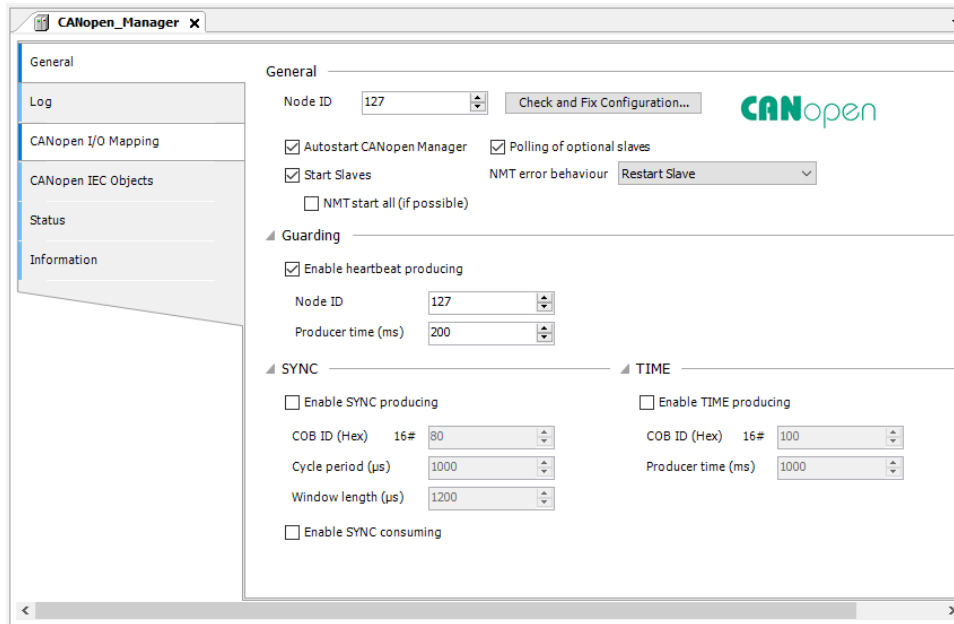 CANopen_Manager
General
Log
CANopen I/O Mapping
CANopen IEC Objects
Status
Information
General
Node ID 127 Check and Fix Configuration...
CANopen
Autostart CANopen Manager Polling of optional slaves
Start Slaves NMT error behaviour Restart Slave
NMT start all (if possible)
Guarding
Enable heartbeat producing
Node ID 127
Producer time (ms) 200
SYNC
Enable SYNC producing
COB ID (Hex) 16# 80
Cycle period (µs) 1000
Window length (µs) 1200
Enable SYNC consuming
TIME
Enable TIME producing
COB ID (Hex) 16# 100
Producer time (ms) 1000